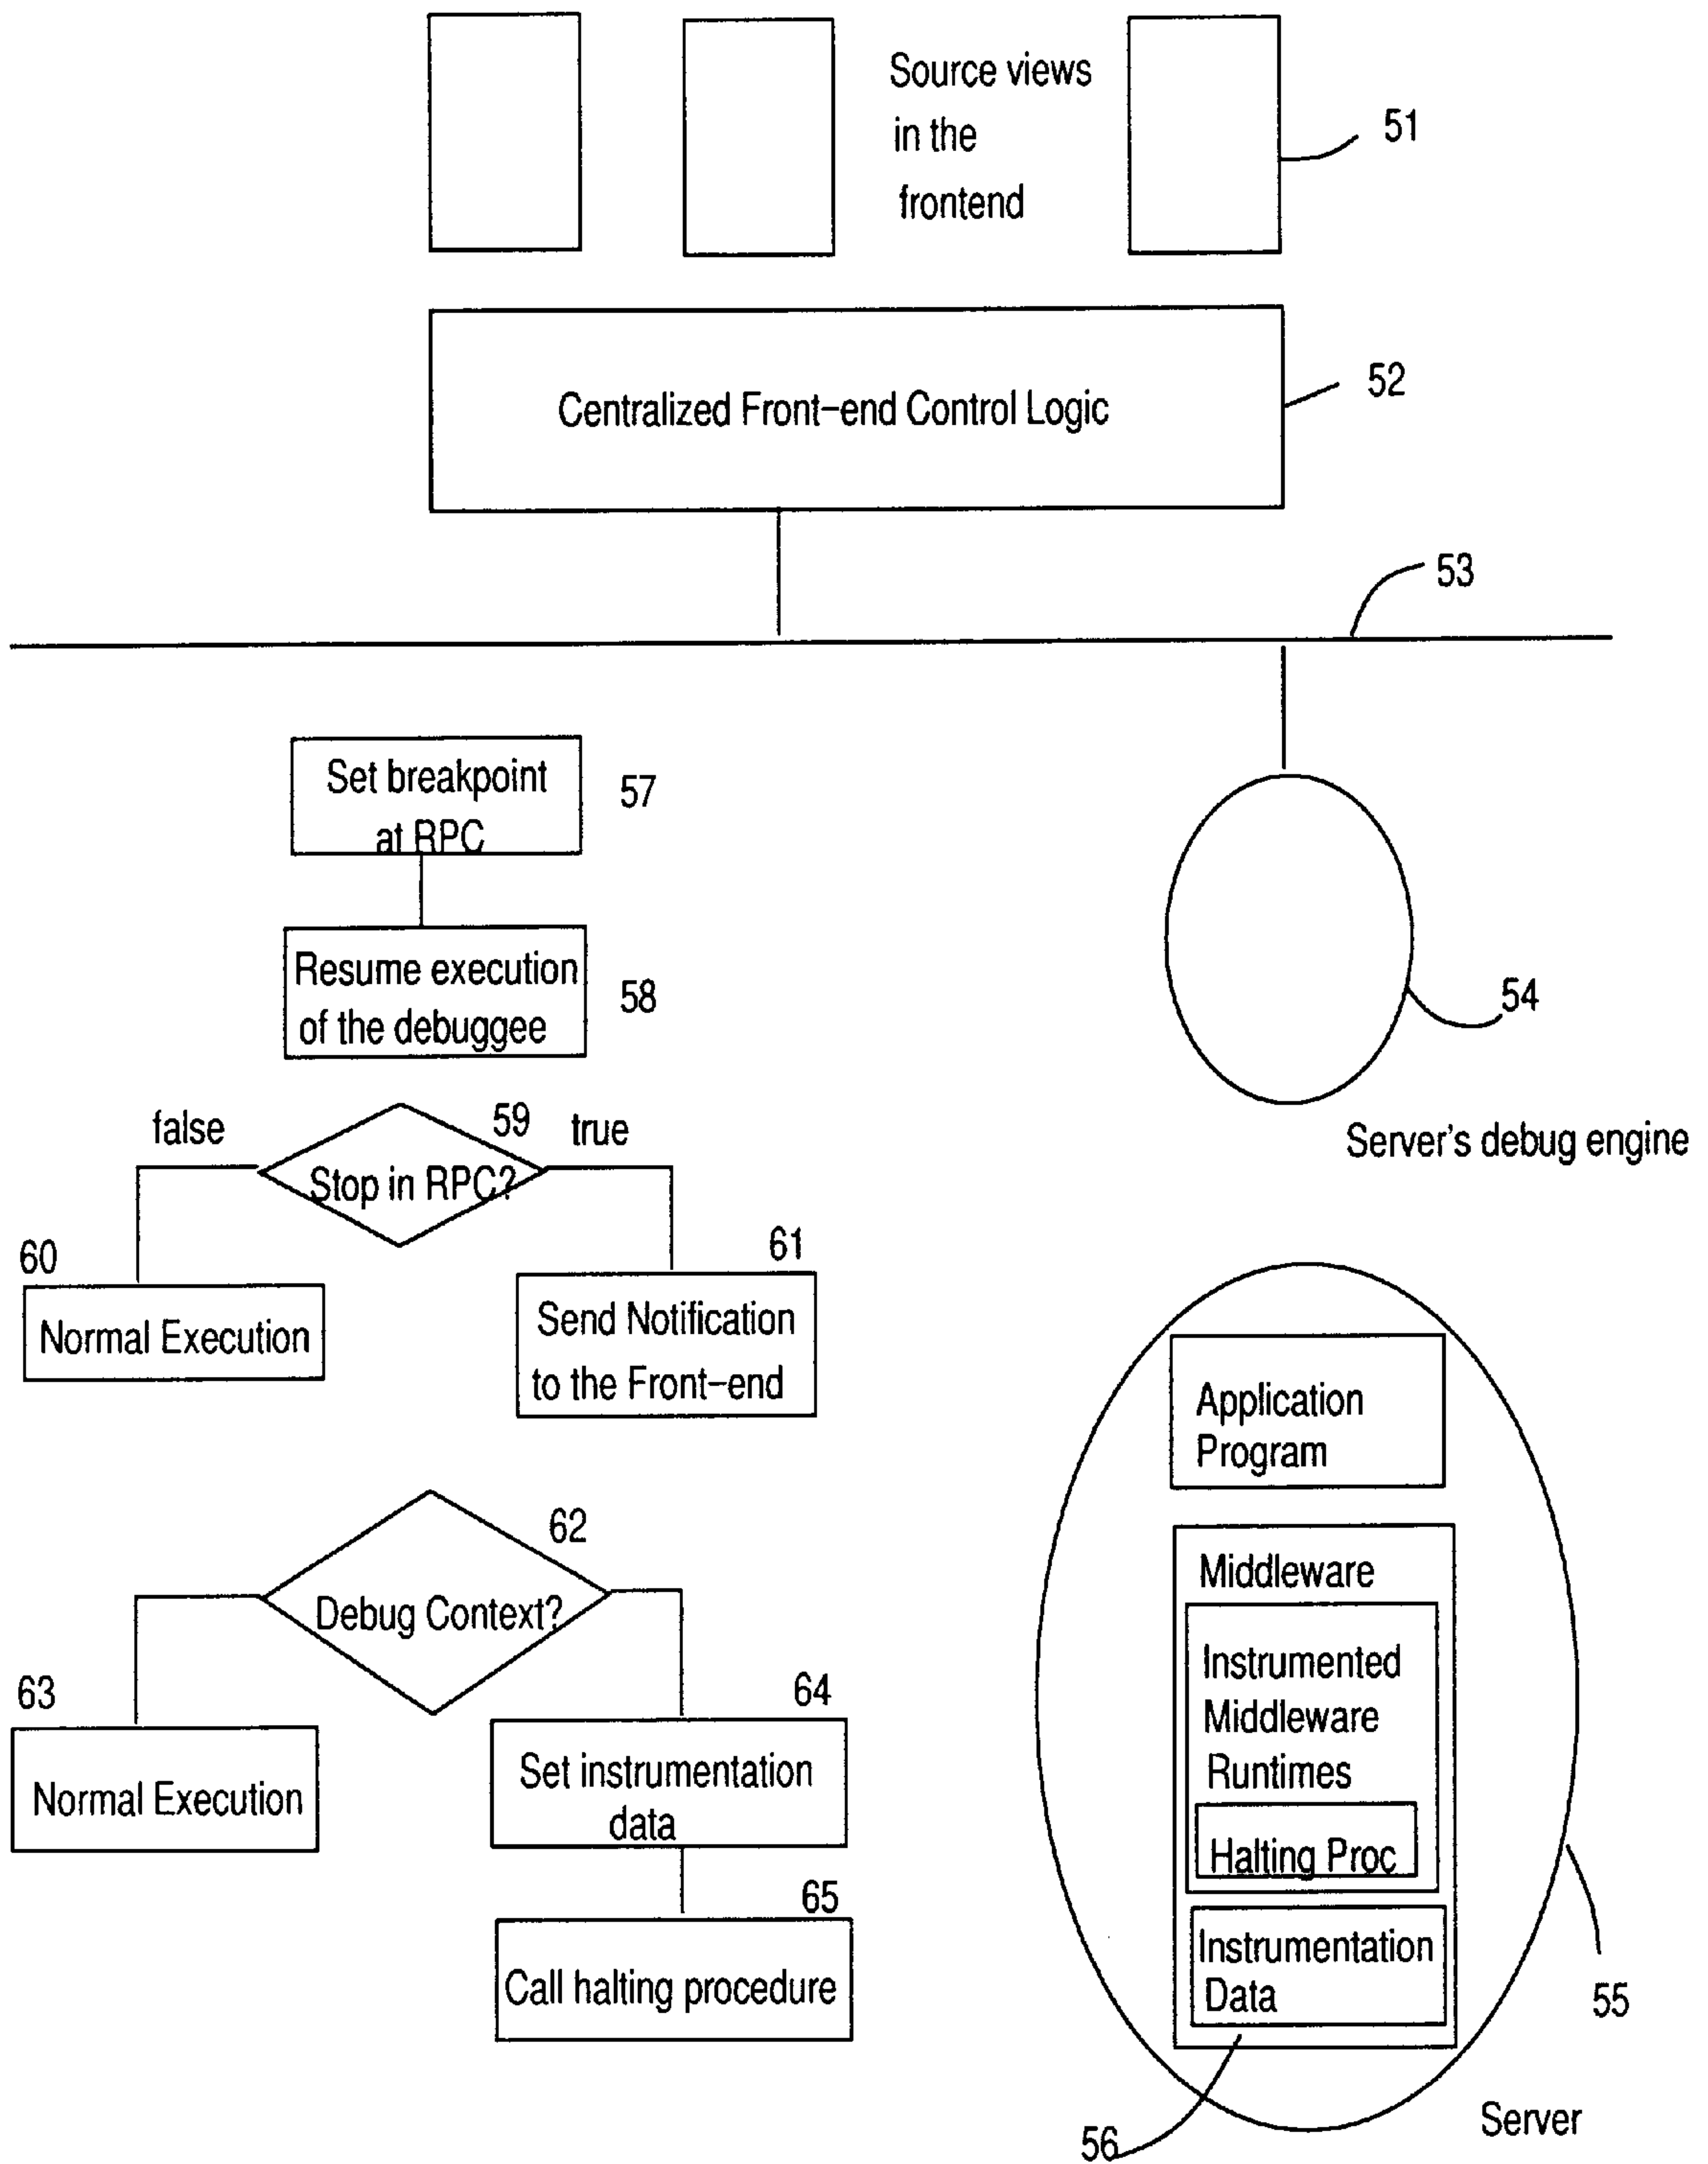 Source views
in the
frontend
51
Centralized Front-end Control Logic
52
53
Set breakpoint
at RPC
57
Resume execution
of the debuggee
58
54
Server's debug engine
false
59
true
Stop in RPC?
60
Normal Execution
61
Send Notification
to the Front-end
62
Debug Context?
63
Normal Execution
64
Set instrumentation
data
65
Call halting procedure
Application
Program
Middleware
Instrumented
Middleware
Runtimes
Halting Proc
Instrumentation
Data
55
56
Server